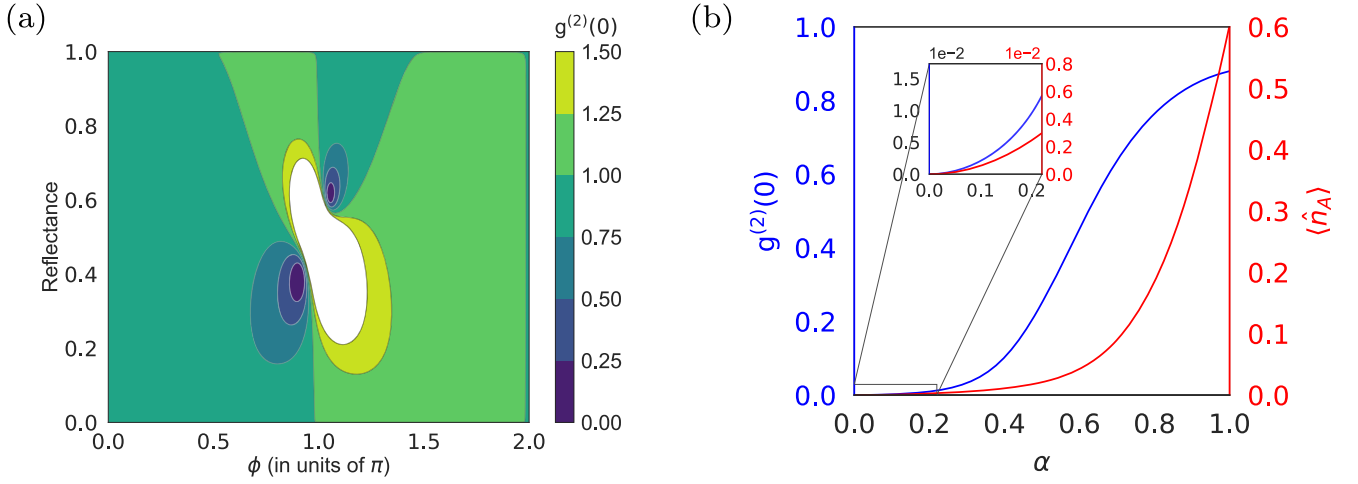 (a)
g⁽²⁾(0)
1.50
1.25
1.00
0.75
0.50
0.25
0.00
Reflectance
1.0
0.8
0.6
0.4
0.2
0.0
0.0 0.5 1.0 1.5 2.0
ϕ (in units of π)
(b)
g⁽²⁾(0)
1.0
0.8
0.6
0.4
0.2
0.0
1e−2 1e−2
1.5
1.0
0.5
0.0
0.8
0.6
0.4
0.2
0.0
0.0 0.1 0.2
0.6
0.5
0.4
0.3
0.2
0.1
0.0
⟨n̂_A⟩
0.0 0.2 0.4 0.6 0.8 1.0
α